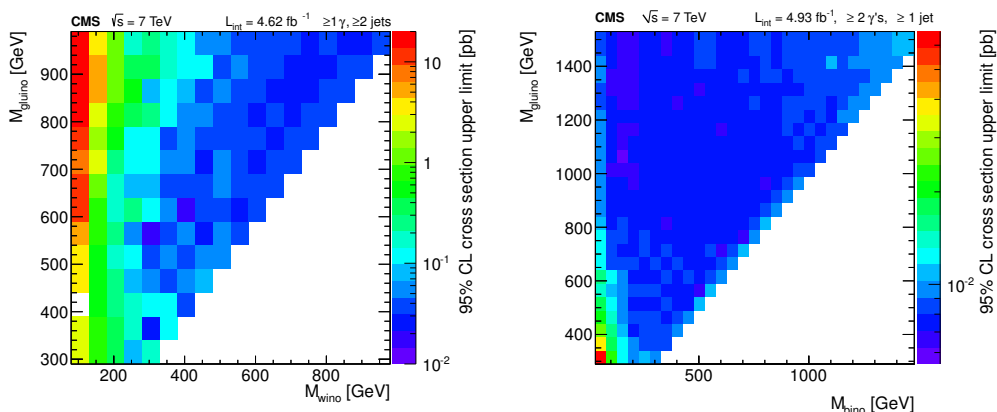 CMS √s = 7 TeV L_int = 4.62 fb⁻¹ ≥1γ, ≥2 jets
M_gluino [GeV]
900
800
700
600
500
400
300
200 400 600 800
M_wino [GeV]
10
1
10⁻¹
10⁻²
95% CL cross section upper limit [pb]
CMS √s = 7 TeV L_int = 4.93 fb⁻¹, ≥ 2 γ's, ≥ 1 jet
M_gluino [GeV]
1400
1200
1000
800
600
400
500 1000
M_bino [GeV]
10⁻²
95% CL cross section upper limit [pb]